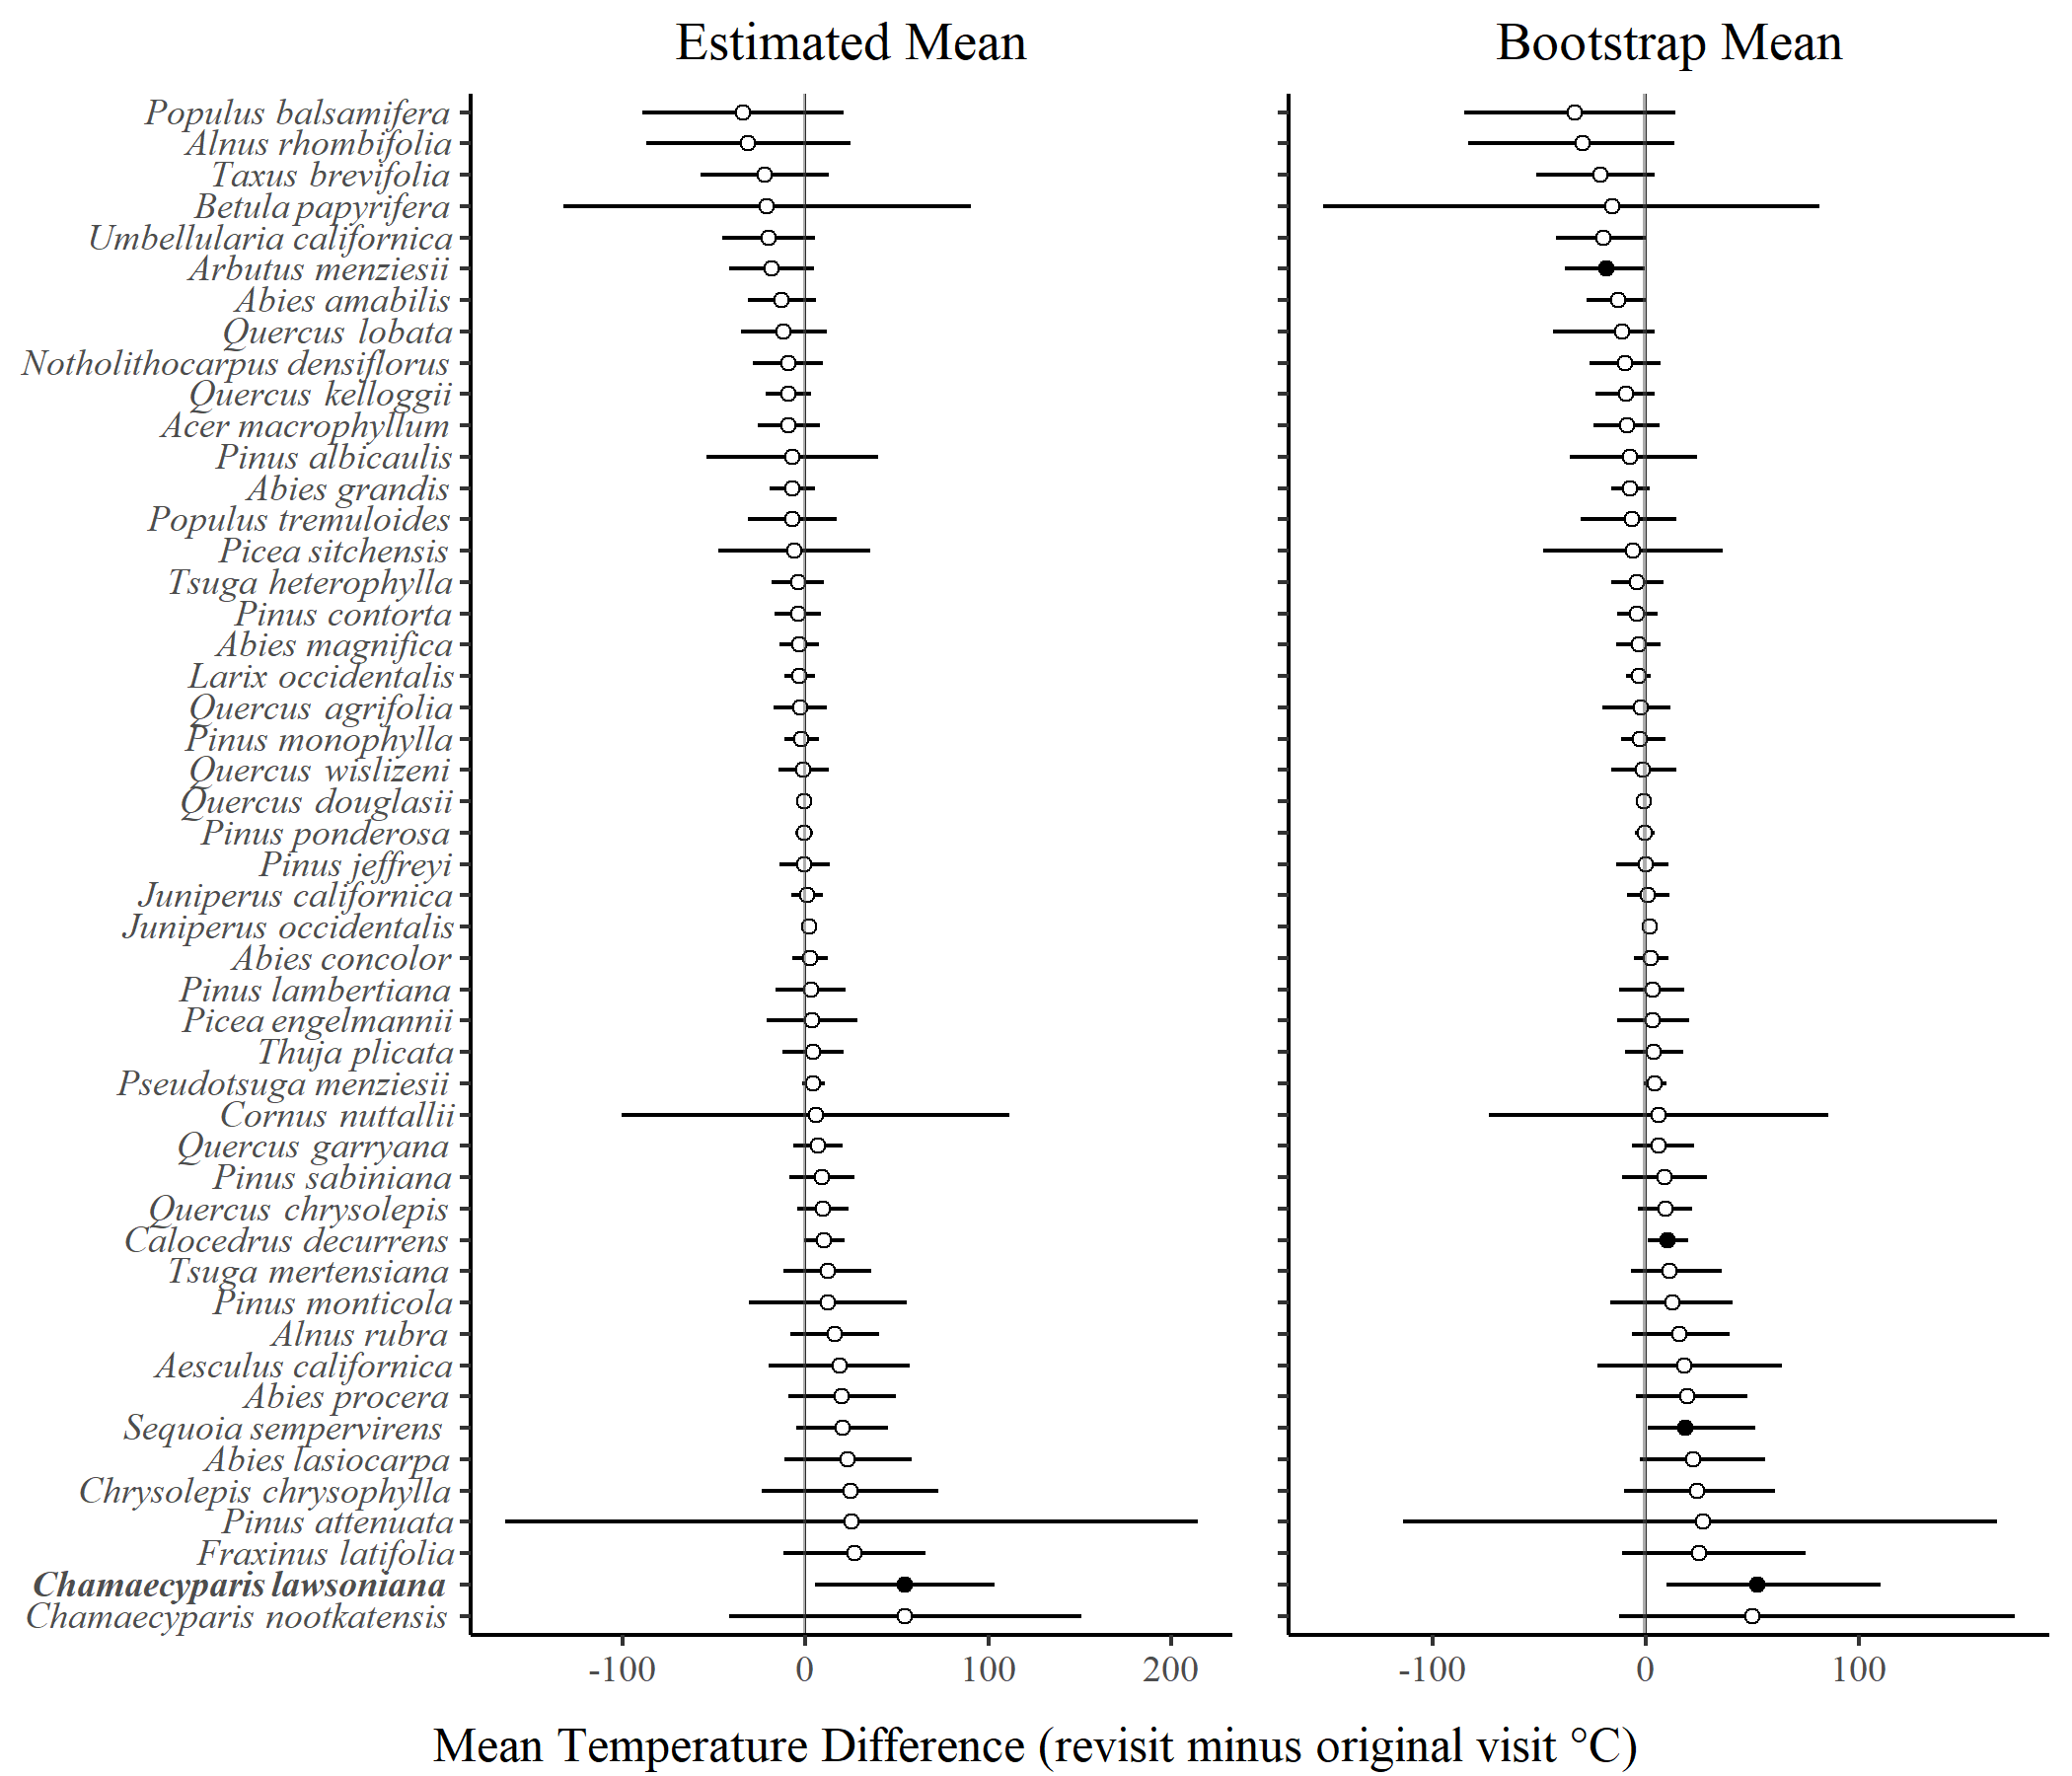 Estimated Mean
Bootstrap Mean
Populus balsamifera
Alnus rhombifolia
Taxus brevifolia
Betula papyrifera
Umbellularia californica
Arbutus menziesii
Abies amabilis
Quercus lobata
Notholithocarpus densiflorus
Quercus kelloggii
Acer macrophyllum
Pinus albicaulis
Abies grandis
Populus tremuloides
Picea sitchensis
Tsuga heterophylla
Pinus contorta
Abies magnifica
Larix occidentalis
Quercus agrifolia
Pinus monophylla
Quercus wislizeni
Quercus douglasii
Pinus ponderosa
Pinus jeffreyi
Juniperus californica
Juniperus occidentalis
Abies concolor
Pinus lambertiana
Picea engelmannii
Thuja plicata
Pseudotsuga menziesii
Cornus nuttallii
Quercus garryana
Pinus sabiniana
Quercus chrysolepis
Calocedrus decurrens
Tsuga mertensiana
Pinus monticola
Alnus rubra
Aesculus californica
Abies procera
Sequoia sempervirens
Abies lasiocarpa
Chrysolepis chrysophylla
Pinus attenuata
Fraxinus latifolia
Chamaecyparis lawsoniana
Chamaecyparis nootkatensis
-100 0 100 200
-100 0 100
Mean Temperature Difference (revisit minus original visit °C)